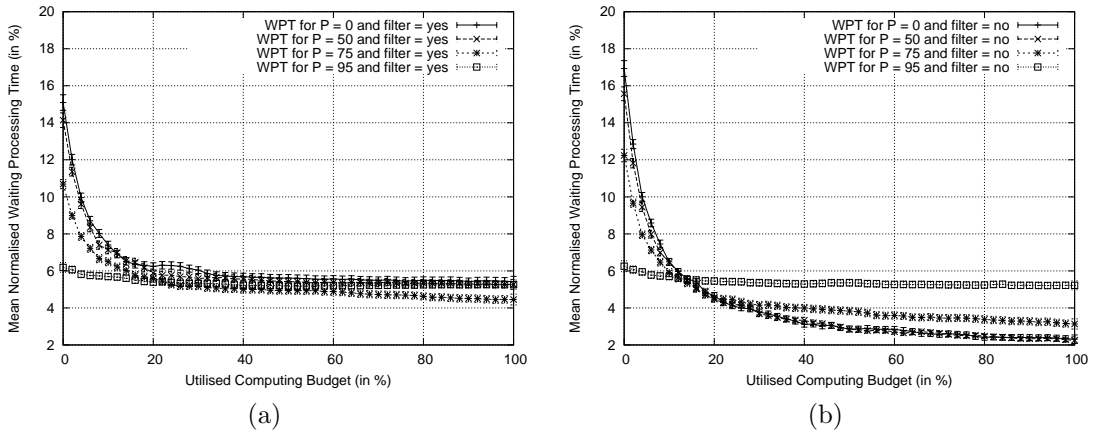 Mean Normalised Waiting Processing Time (in %)
20
18
16
14
12
10
8
6
4
2
WPT for P = 0 and filter = yes
WPT for P = 50 and filter = yes
WPT for P = 75 and filter = yes
WPT for P = 95 and filter = yes
0
20
40
60
80
100
Utilised Computing Budget (in %)
(a)
Mean Normalised Waiting Processing Time (in %)
20
18
16
14
12
10
8
6
4
2
WPT for P = 0 and filter = no
WPT for P = 50 and filter = no
WPT for P = 75 and filter = no
WPT for P = 95 and filter = no
0
20
40
60
80
100
Utilised Computing Budget (in %)
(b)